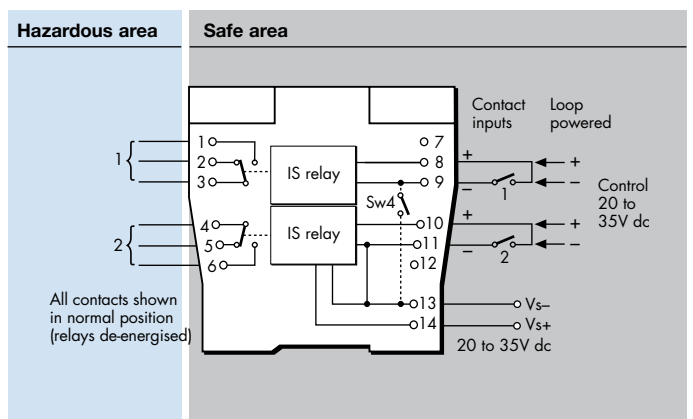 Hazardous area
Safe area
Contact
inputs
Loop
powered
1
1
2
3
IS relay
7
8
9
+
–
1
+
–
Control
20 to
35V dc
Sw4
2
4
5
6
IS relay
10
11
12
+
–
2
+
–
13
14
Vs–
Vs+
20 to 35V dc
All contacts shown
in normal position
(relays de-energised)